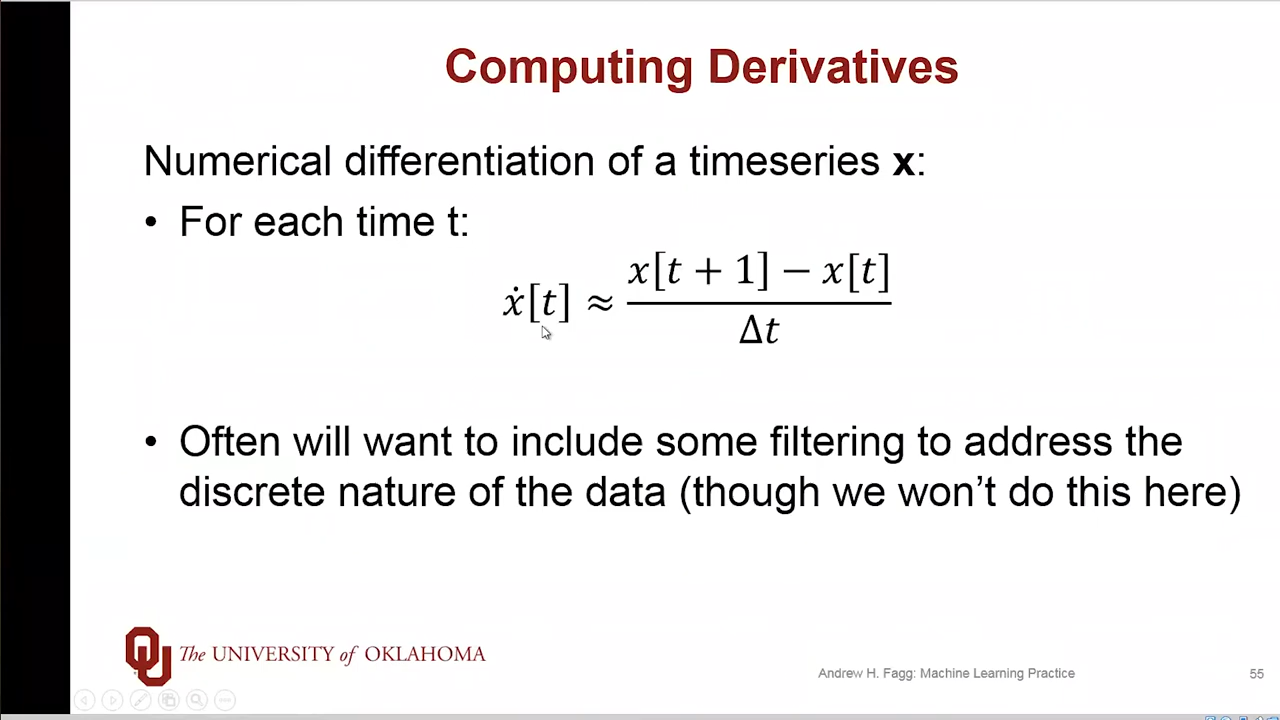 Computing Derivatives
Numerical differentiation of a timeseries x:
• For each time t:
ẋ[t] ≈ (x[t + 1] − x[t]) / Δt
• Often will want to include some filtering to address the
discrete nature of the data (though we won't do this here)
The UNIVERSITY of OKLAHOMA
Andrew H. Fagg: Machine Learning Practice
55